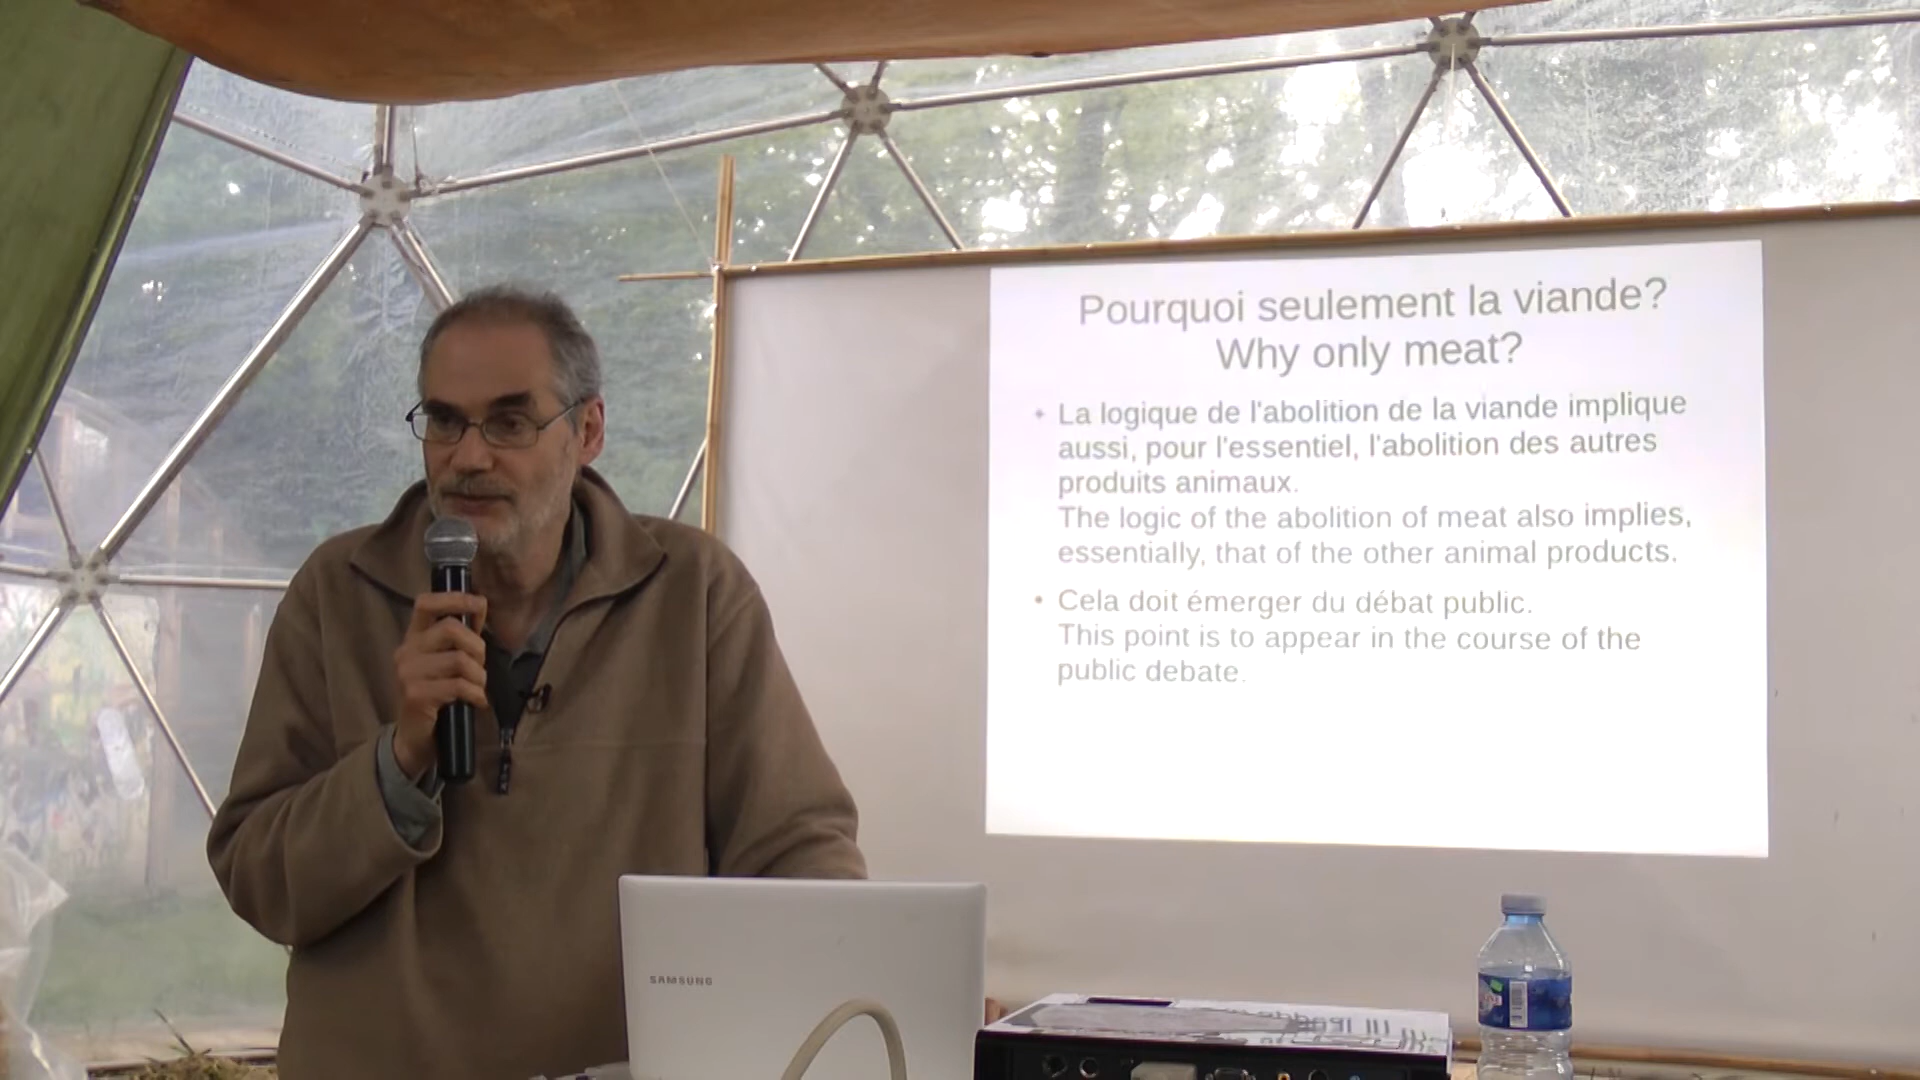 Pourquoi seulement la viande?
Why only meat?
La logique de l'abolition de la viande implique
aussi, pour l'essentiel, l'abolition des autres
produits animaux.
The logic of the abolition of meat also implies,
essentially, that of the other animal products.
Cela doit émerger du débat public.
This point is to appear in the course of the
public debate.
SAMSUNG